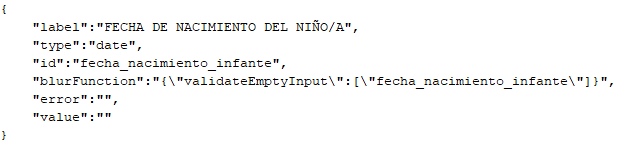 {
    "label":"FECHA DE NACIMIENTO DEL NIÑO/A",
    "type":"date",
    "id":"fecha_nacimiento_infante",
    "blurFunction":"{\"validateEmptyInput\":[\"fecha_nacimiento_infante\"]}",
    "error":"",
    "value":""
}